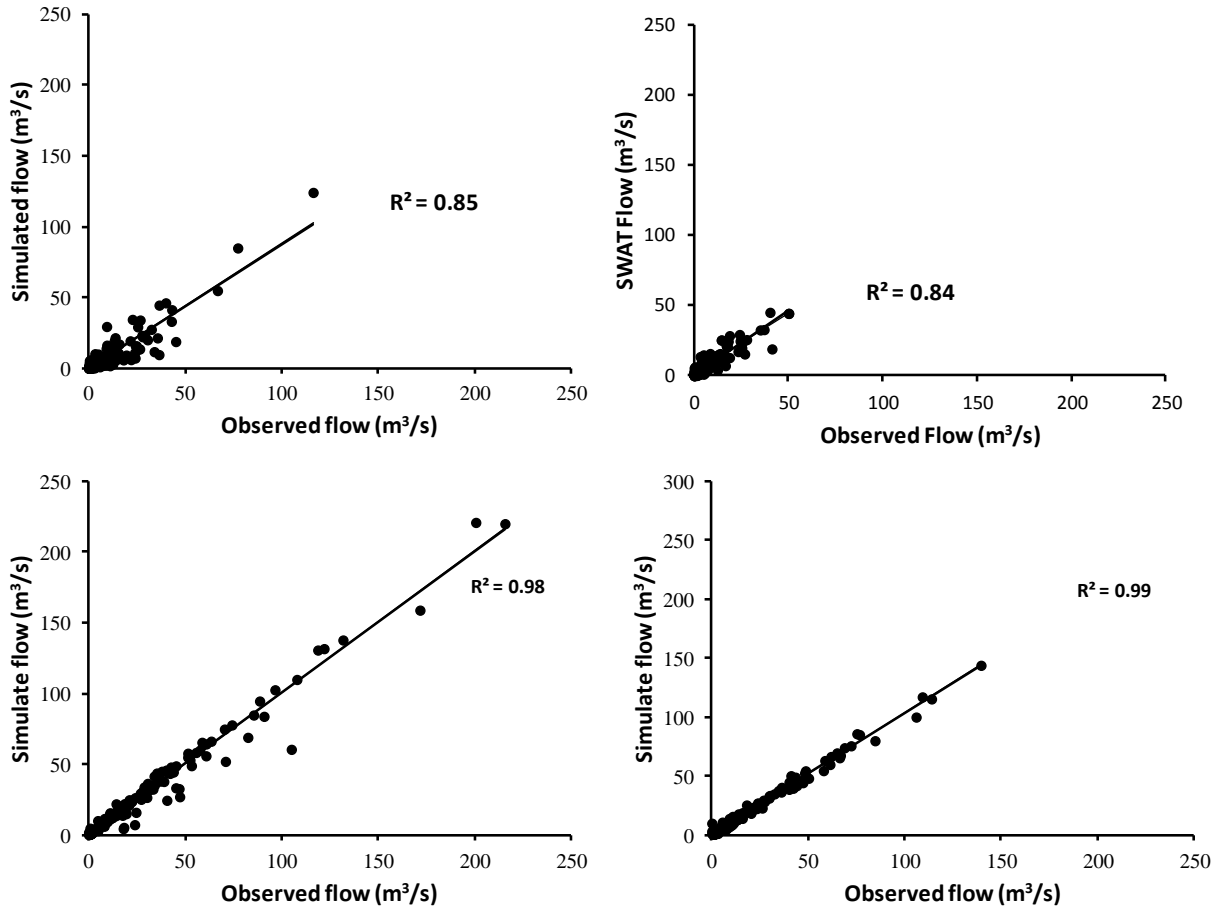 250
200
150
100
50
0
Simulated flow (m³/s)
R² = 0.85
0 50 100 150 200 250
Observed flow (m³/s)
250
200
150
100
50
0
SWAT Flow (m³/s)
R² = 0.84
0 50 100 150 200 250
Observed Flow (m³/s)
250
200
150
100
50
0
Simulate flow (m³/s)
R² = 0.98
0 50 100 150 200 250
Observed flow (m³/s)
300
250
200
150
100
50
0
Simulate flow (m³/s)
R² = 0.99
0 50 100 150 200 250
Observed flow (m³/s)